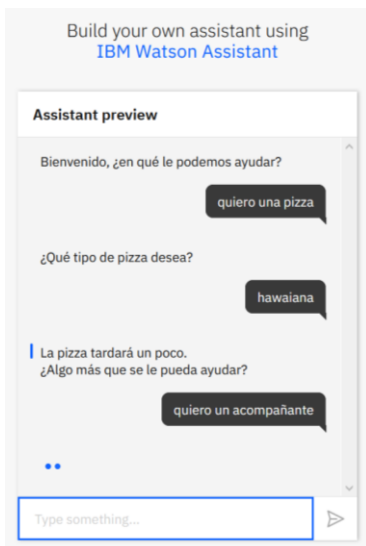 Build your own assistant using
IBM Watson Assistant
Assistant preview
Bienvenido, ¿en qué le podemos ayudar?
quiero una pizza
¿Qué tipo de pizza desea?
hawaiana
La pizza tardará un poco.
¿Algo más que se le pueda ayudar?
quiero un acompañante
Type something...